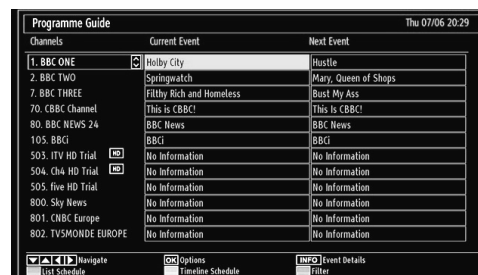 Programme Guide Thu 07/06 20:29
Channels Current Event Next Event
1. BBC ONE Holby City Hustle
2. BBC TWO Springwatch Mary, Queen of Shops
7. BBC THREE Filthy Rich and Homeless Bust My Ass
70. CBBC Channel This is CBBC! This Is CBBC!
80. BBC NEWS 24 BBC News BBC News
105. BBCi BBCi BBCi
503. ITV HD Trial HD No Information No Information
504. Ch4 HD Trial HD No Information No Information
505. five HD Trial No Information No Information
800. Sky News No Information No Information
801. CNBC Europe No Information No Information
802. TV5MONDE EUROPE No Information No Information
Navigate OK Options INFO Event Details
List Schedule Timeline Schedule Filter